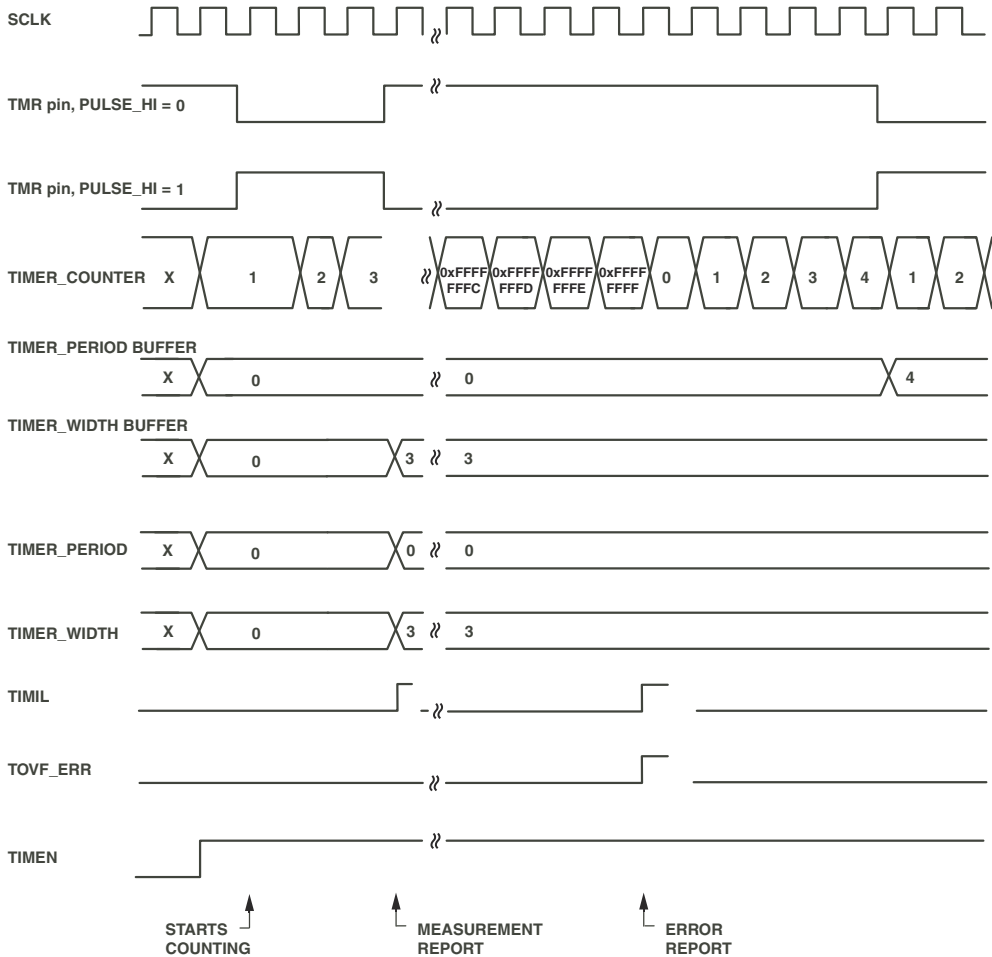 SCLK
TMR pin, PULSE_HI = 0
TMR pin, PULSE_HI = 1
TIMER_COUNTER X 1 2 3 0xFFFF FFFC 0xFFFF FFFD 0xFFFF FFFE 0xFFFF FFFF 0 1 2 3 4 1 2
TIMER_PERIOD BUFFER
X 0 0 4
TIMER_WIDTH BUFFER
X 0 3 3
TIMER_PERIOD X 0 0 0
TIMER_WIDTH X 0 3 3
TIMIL
TOVF_ERR
TIMEN
STARTS COUNTING
MEASUREMENT REPORT
ERROR REPORT